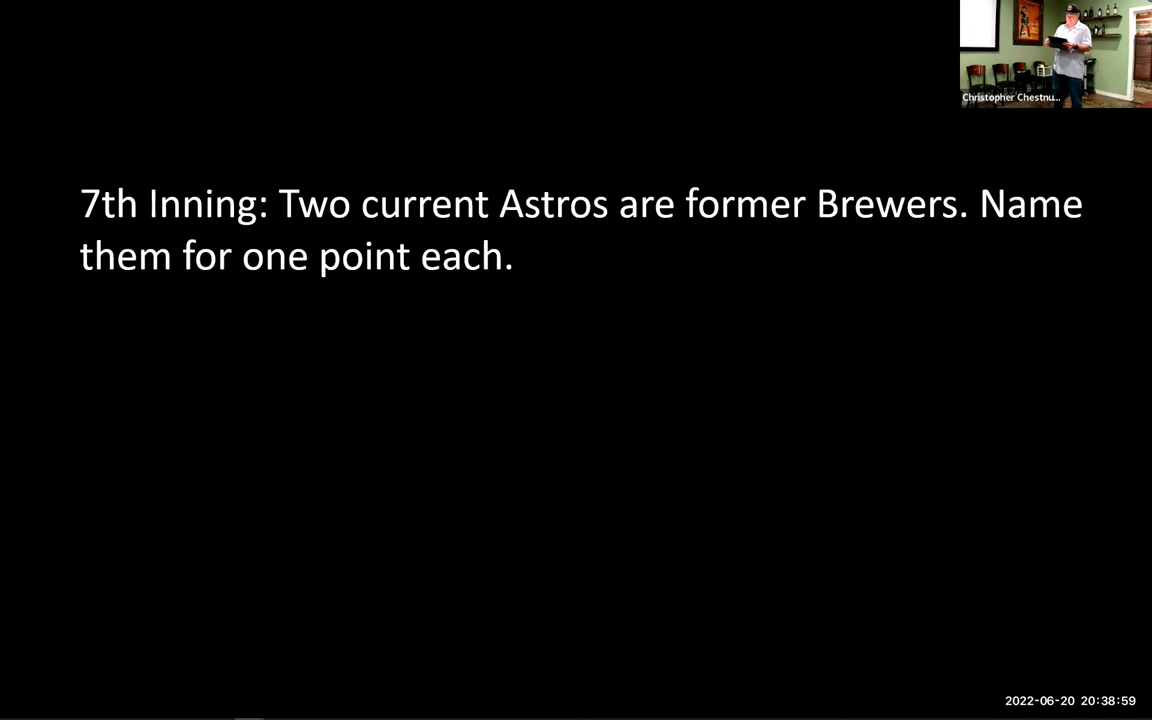 Christopher Chestnu...
7th Inning: Two current Astros are former Brewers. Name
them for one point each.
2022-06-20 20:38:59